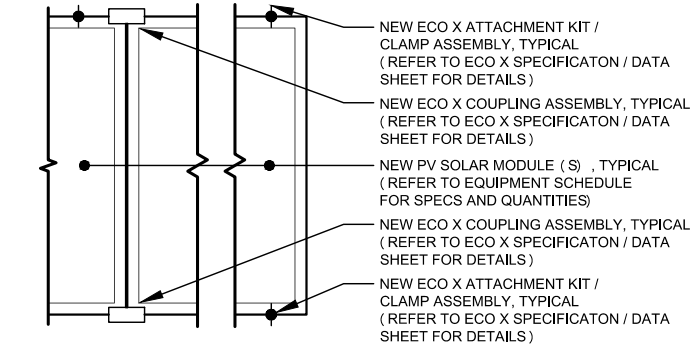 NEW ECO X ATTACHMENT KIT /
CLAMP ASSEMBLY, TYPICAL
( REFER TO ECO X SPECIFICATON / DATA
SHEET FOR DETAILS )
NEW ECO X COUPLING ASSEMBLY, TYPICAL
( REFER TO ECO X SPECIFICATON / DATA
SHEET FOR DETAILS )
NEW PV SOLAR MODULE ( S) , TYPICAL
( REFER TO EQUIPMENT SCHEDULE
FOR SPECS AND QUANTITIES)
NEW ECO X COUPLING ASSEMBLY, TYPICAL
( REFER TO ECO X SPECIFICATON / DATA
SHEET FOR DETAILS )
NEW ECO X ATTACHMENT KIT /
CLAMP ASSEMBLY, TYPICAL
( REFER TO ECO X SPECIFICATON / DATA
SHEET FOR DETAILS )